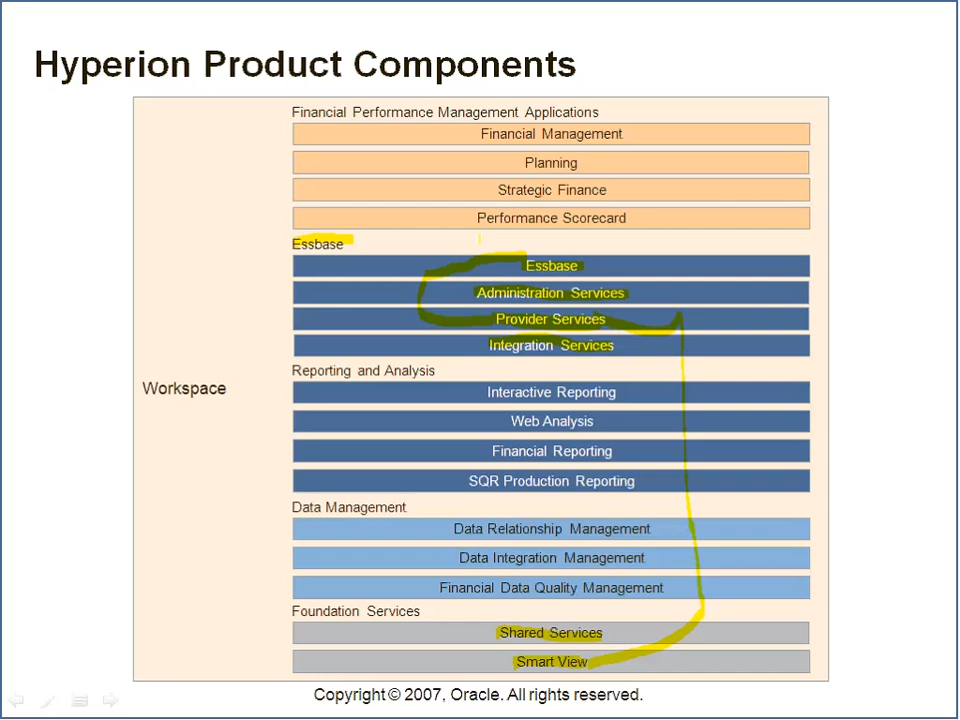 Hyperion Product Components
Financial Performance Management Applications
Financial Management
Planning
Strategic Finance
Performance Scorecard
Essbase
Essbase
Administration Services
Provider Services
Integration Services
Reporting and Analysis
Interactive Reporting
Workspace
Web Analysis
Financial Reporting
SQR Production Reporting
Data Management
Data Relationship Management
Data Integration Management
Financial Data Quality Management
Foundation Services
Shared Services
Smart View
Copyright © 2007, Oracle. All rights reserved.